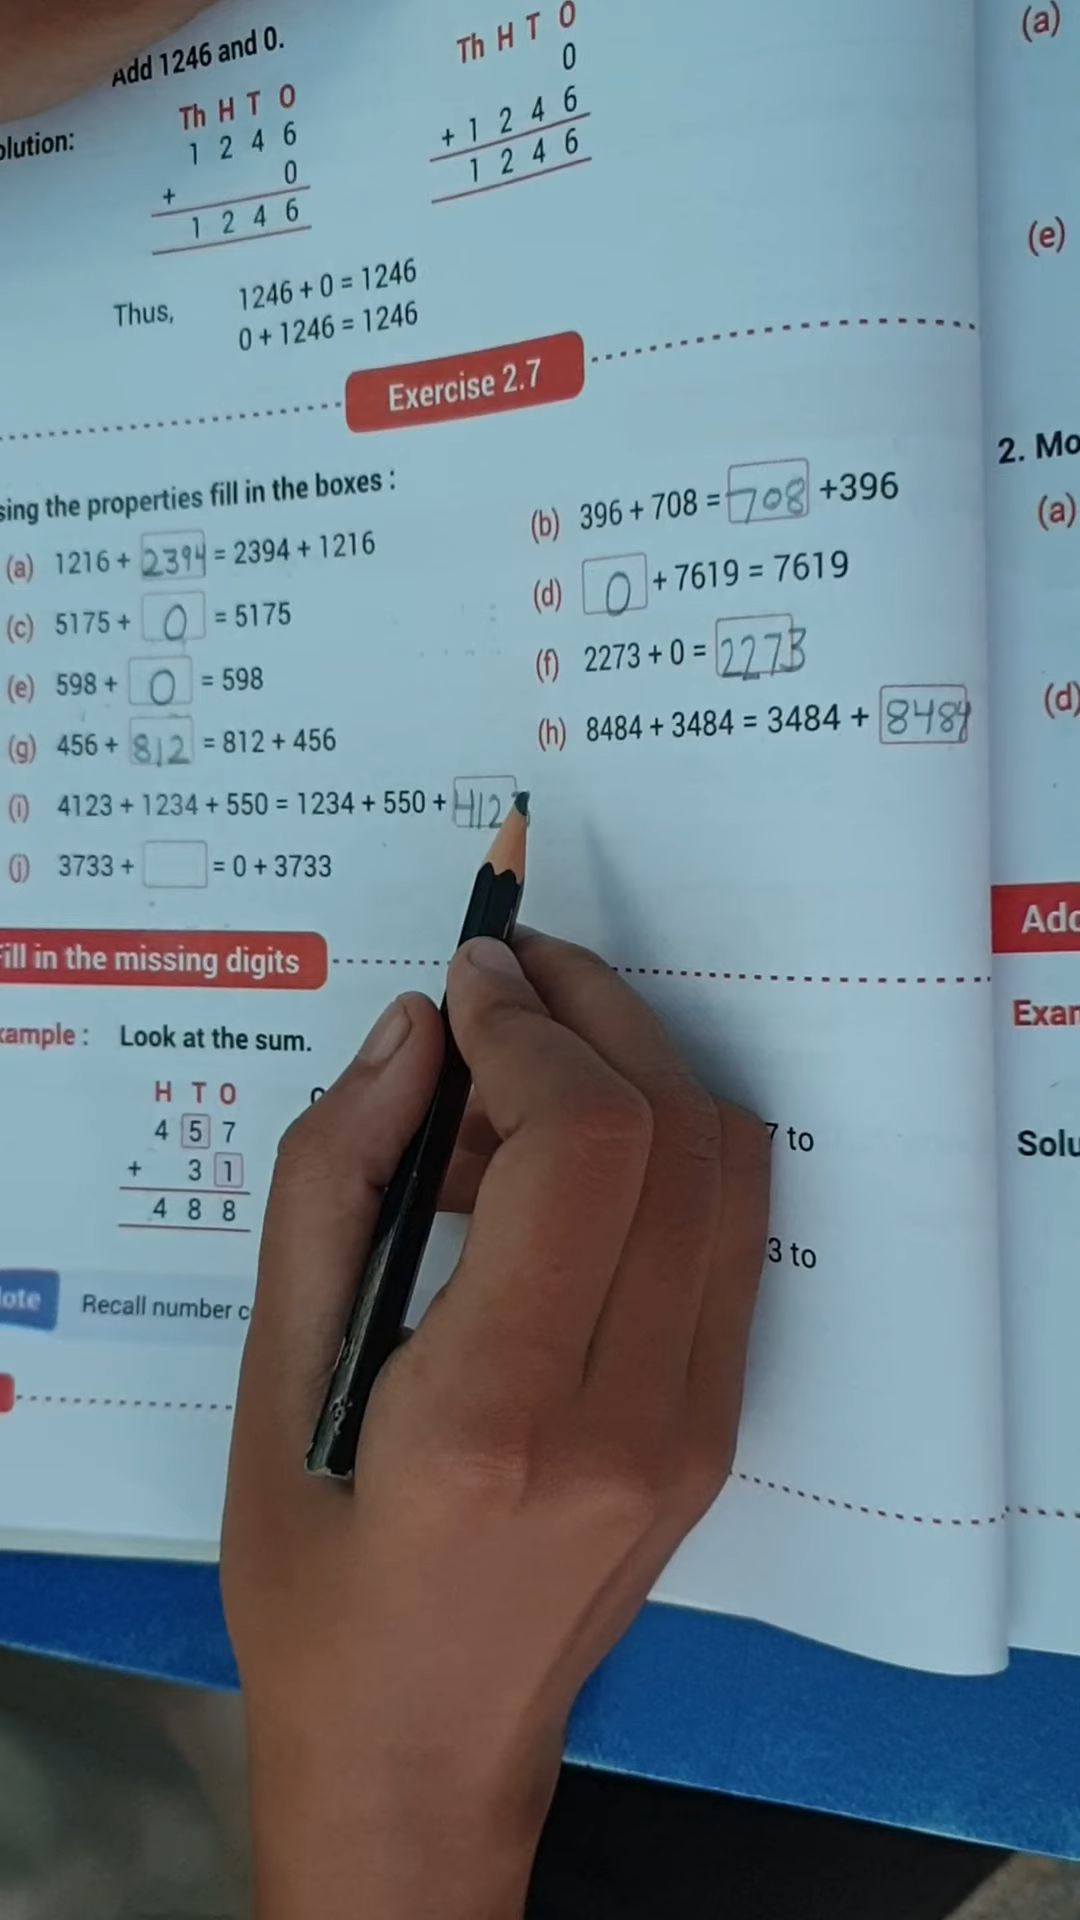 Add 1246 and 0.
olution:
Th H T O
1 2 4 6
+ 0
1 2 4 6
Th H T O
0
+ 1 2 4 6
1 2 4 6
Thus, 1246 + 0 = 1246
0 + 1246 = 1246
Exercise 2.7
sing the properties fill in the boxes :
(a) 1216 + 2394 = 2394 + 1216
(b) 396 + 708 = 708 +396
(c) 5175 + 0 = 5175
(d) 0 + 7619 = 7619
(e) 598 + 0 = 598
(f) 2273 + 0 = 2273
(g) 456 + 812 = 812 + 456
(h) 8484 + 3484 = 3484 + 8484
(i) 4123 + 1234 + 550 = 1234 + 550 + 412
(j) 3733 + = 0 + 3733
ill in the missing digits
xample : Look at the sum.
H T O
4 5 7
+ 3 1
4 8 8
7 to
3 to
ote Recall number c
(a)
(e)
2. Mo
(a)
(d)
Add
Exar
Solu